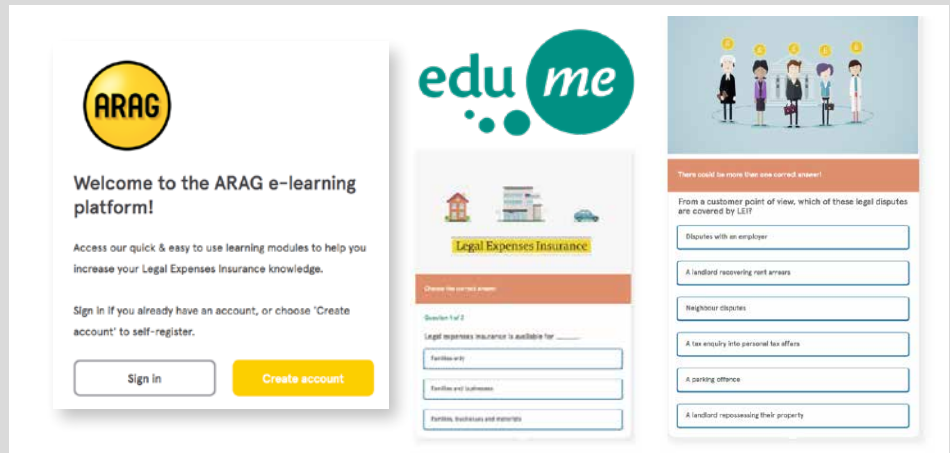 ARAG
Welcome to the ARAG e-learning
platform!
Access our quick & easy to use learning modules to help you
increase your Legal Expenses Insurance knowledge.
Sign in if you already have an account, or choose 'Create
account' to self-register.
Sign in
Create account
edu me
Legal Expenses Insurance
Choose the correct answer
Question 1 of 2
Legal expenses insurance is available for ______
Families only
Families and businesses
Families, businesses and motorists
There could be more than one correct answer!
From a customer point of view, which of these legal disputes
are covered by LEI?
Disputes with an employer
A landlord recovering rent arrears
Neighbour disputes
A tax enquiry into personal tax affairs
A parking offence
A landlord repossessing their property